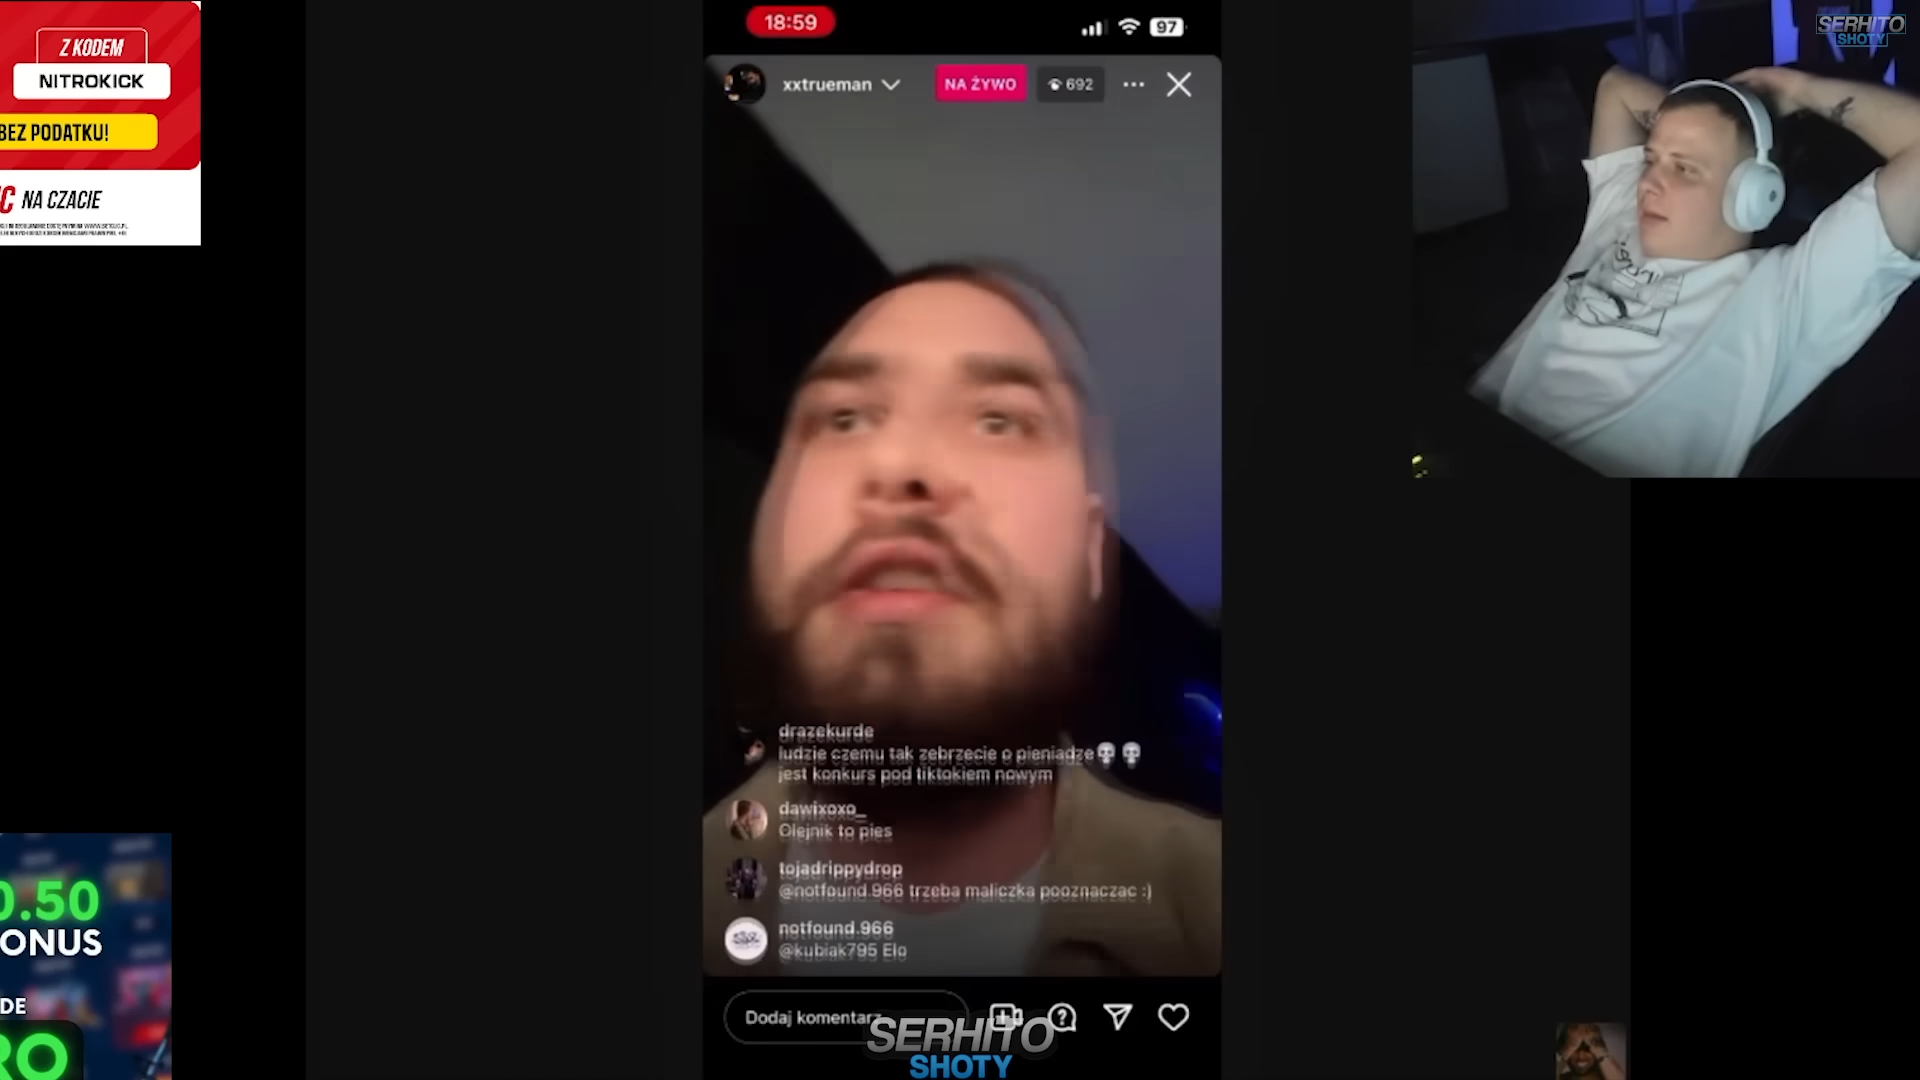 Z KODEM
NITROKICK
BEZ PODATKU!
C NA CZACIE
18:59
97
xxtrueman
NA ŻYWO
692
SERHITO
SHOTY
drazekurde
ludzie czemu tak zebrzecie o pieniadze💀💀
jest konkurs pod tiktokiem nowym
dawixoxo_
Olejnik to pies
tojadrippydrop
@notfound.966 trzeba maliczka pooznaczac :)
notfound.966
@kubiak795 Elo
Dodaj komentarz
SERHITO
SHOTY
0.50
ONUS
DE
RO